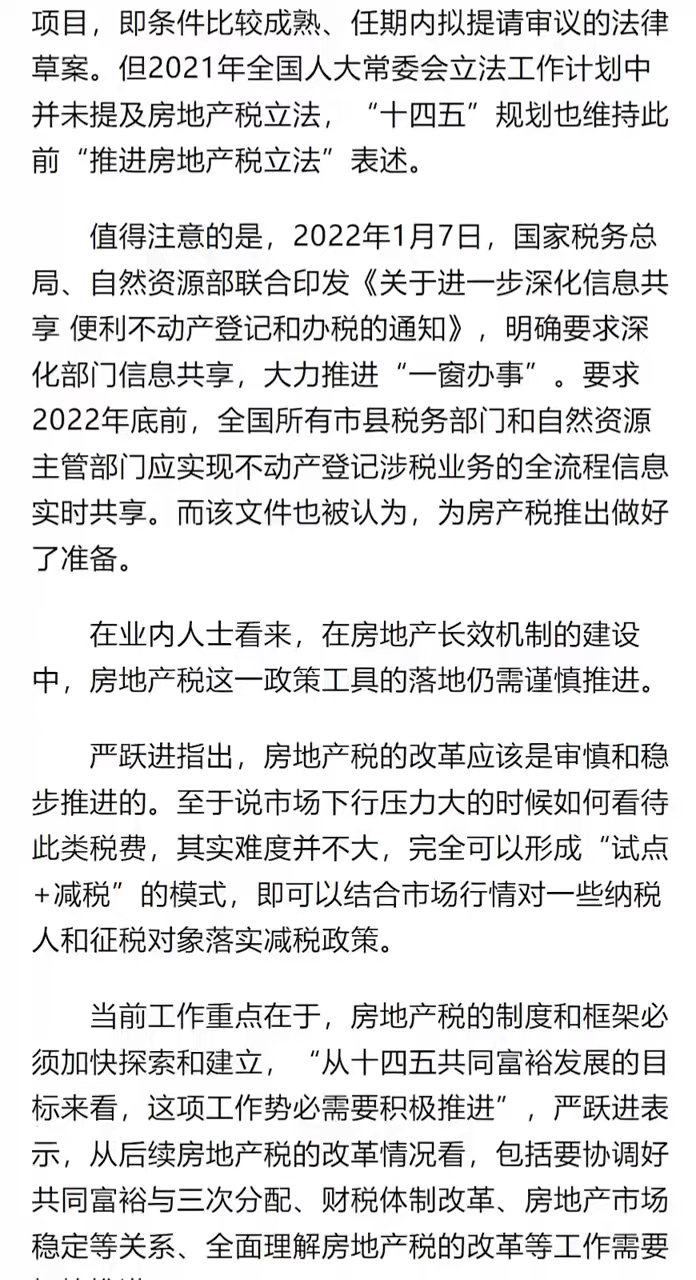 项目，即条件比较成熟、任期内拟提请审议的法律
草案。但2021年全国人大常委会立法工作计划中
并未提及房地产税立法，“十四五”规划也维持此
前“推进房地产税立法”表述。
值得注意的是，2022年1月7日，国家税务总
局、自然资源部联合印发《关于进一步深化信息共
享 便利不动产登记和办税的通知》，明确要求深
化部门信息共享，大力推进“一窗办事”。要求
2022年底前，全国所有市县税务部门和自然资源
主管部门应实现不动产登记涉税业务的全流程信息
实时共享。而该文件也被认为，为房产税推出做好
了准备。
在业内人士看来，在房地产长效机制的建设
中，房地产税这一政策工具的落地仍需谨慎推进。
严跃进指出，房地产税的改革应该是审慎和稳
步推进的。至于说市场下行压力大的时候如何看待
此类税费，其实难度并不大，完全可以形成“试点
+减税”的模式，即可以结合市场行情对一些纳税
人和征税对象落实减税政策。
当前工作重点在于，房地产税的制度和框架必
须加快探索和建立，“从十四五共同富裕发展的目
标来看，这项工作势必需要积极推进”，严跃进表
示，从后续房地产税的改革情况看，包括要协调好
共同富裕与三次分配、财税体制改革、房地产市场
稳定等关系、全面理解房地产税的改革等工作需要